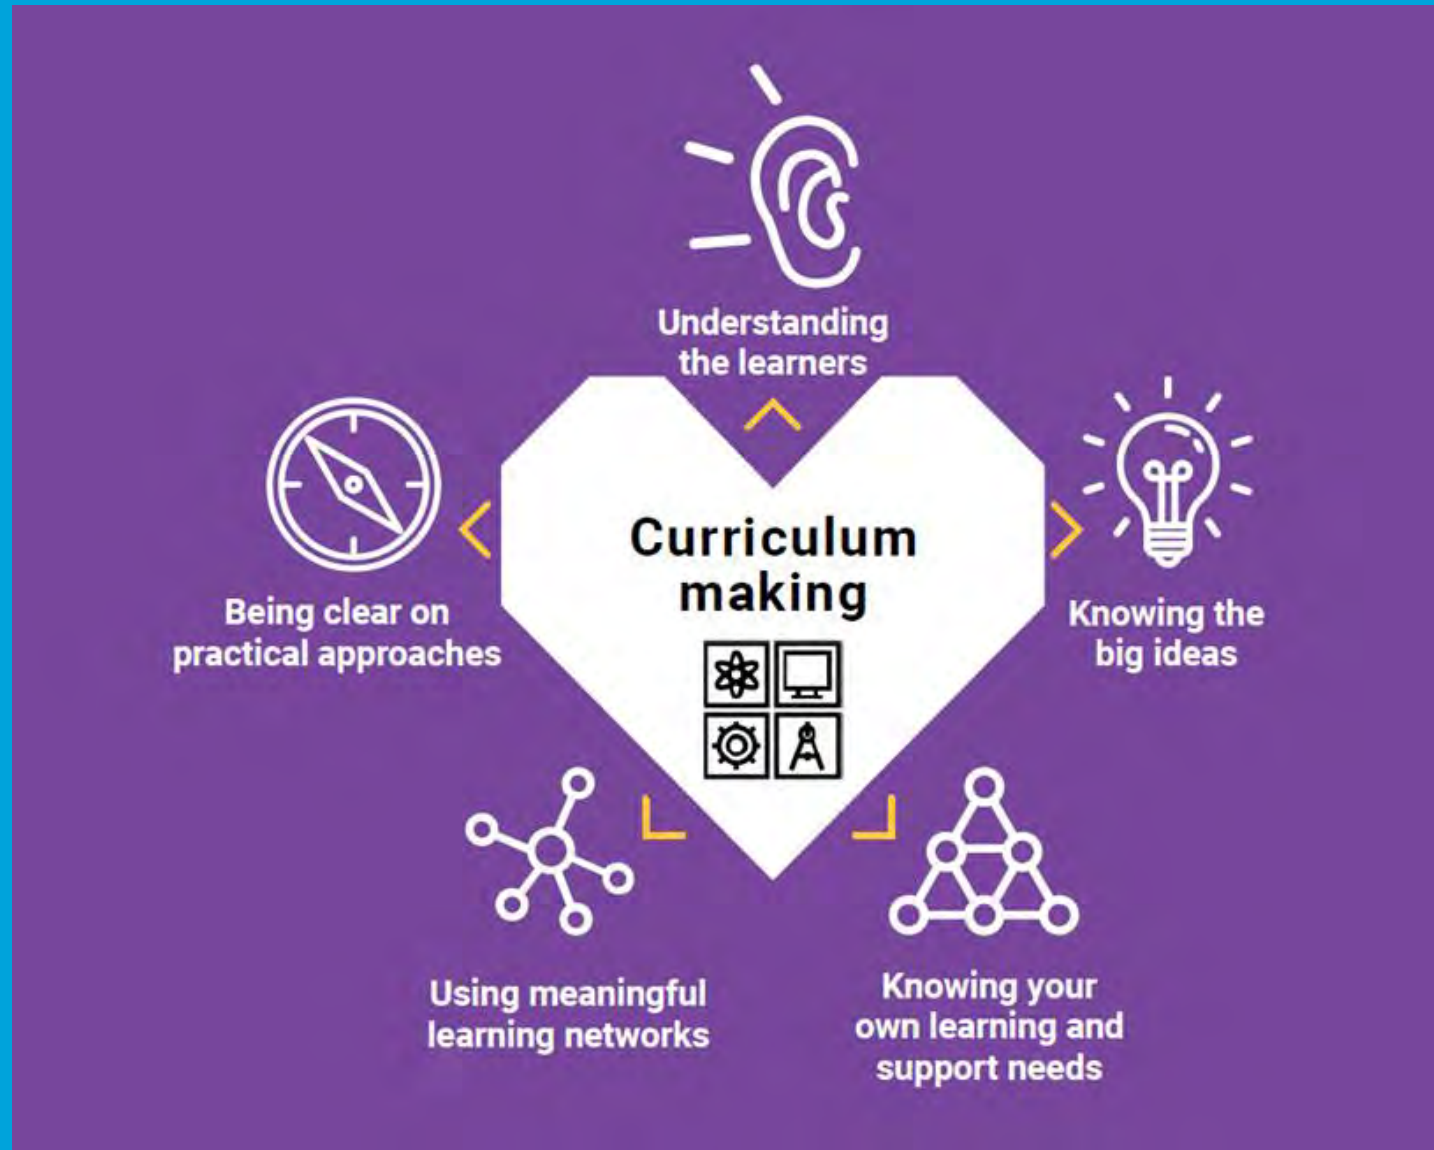 Understanding
the learners
Curriculum
making
Being clear on
practical approaches
Knowing the
big ideas
Using meaningful
learning networks
Knowing your
own learning and
support needs